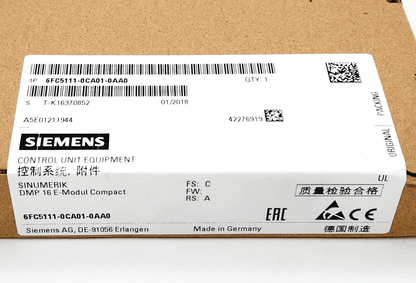 1P 6FC5111-0CA01-0AA0 QTY: 1
S T-K16370852 01/2018
A5E01211944 42276919
SIEMENS
CONTROL UNIT EQUIPMENT
控制系统, 附件
SINUMERIK
DMP 16 E-Modul Compact
FS: C
FW:
RS: A
6FC5111-0CA01-0AA0
Siemens AG, DE-91056 Erlangen
Made in Germany
ORIGINAL PACKING
UL
质量检验合格
EAC CE
德国制造